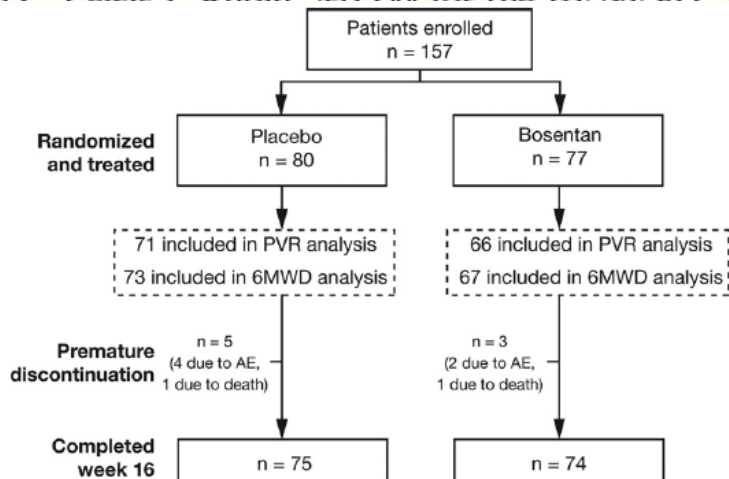 Patients enrolled
n = 157
Randomized
and treated
Placebo
n = 80
Bosentan
n = 77
71 included in PVR analysis
73 included in 6MWD analysis
66 included in PVR analysis
67 included in 6MWD analysis
Premature
discontinuation
n = 5
(4 due to AE,
1 due to death)
n = 3
(2 due to AE,
1 due to death)
Completed
week 16
n = 75
n = 74